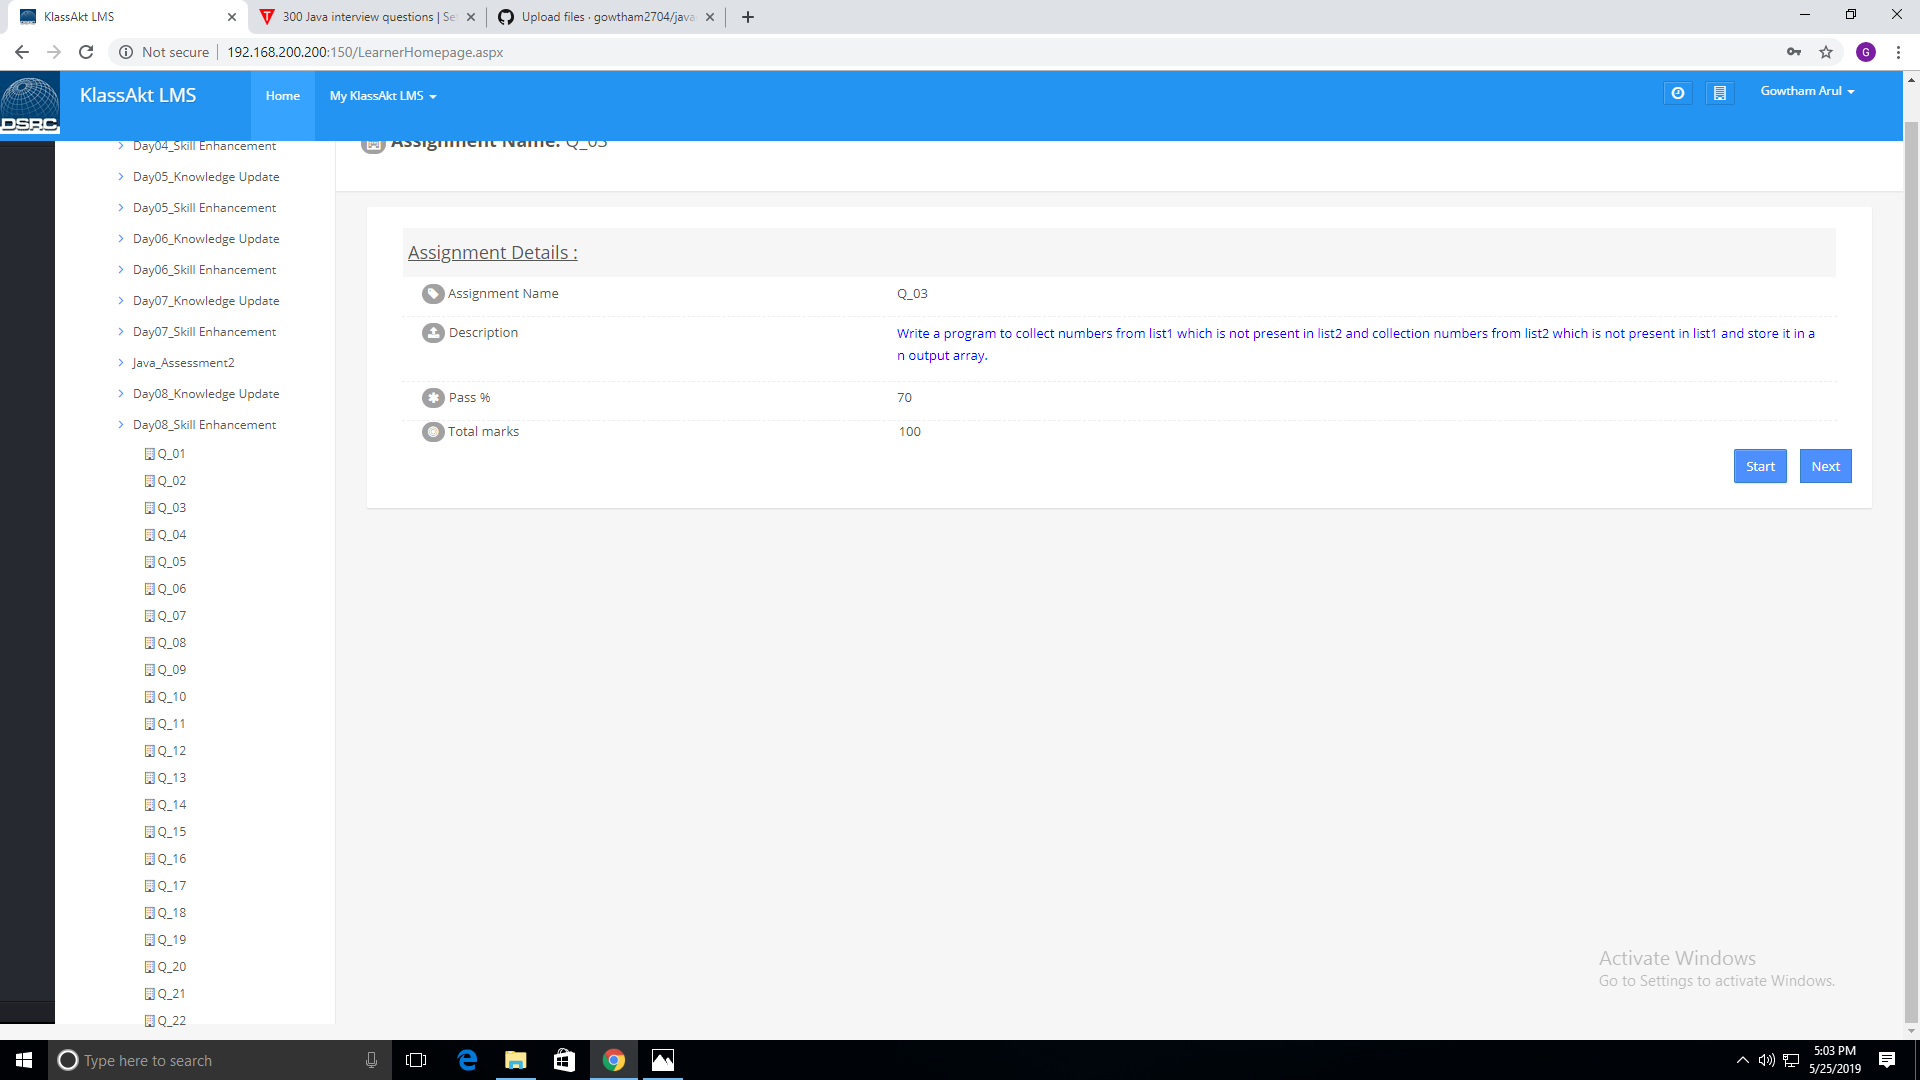 KlassAkt LMS
300 Java interview questions | Se
Upload files · gowtham2704/java
Not secure
192.168.200.200:150/LearnerHomepage.aspx
G
DSRC
KlassAkt LMS
Home
My KlassAkt LMS
Gowtham Arul
Day04_Skill Enhancement
Day05_Knowledge Update
Day05_Skill Enhancement
Day06_Knowledge Update
Day06_Skill Enhancement
Day07_Knowledge Update
Day07_Skill Enhancement
Java_Assessment2
Day08_Knowledge Update
Day08_Skill Enhancement
Q_01
Q_02
Q_03
Q_04
Q_05
Q_06
Q_07
Q_08
Q_09
Q_10
Q_11
Q_12
Q_13
Q_14
Q_15
Q_16
Q_17
Q_18
Q_19
Q_20
Q_21
Q_22
Assignment Name: Q_03
Assignment Details :
Assignment Name Q_03
Description Write a program to collect numbers from list1 which is not present in list2 and collection numbers from list2 which is not present in list1 and store it in a
n output array.
Pass % 70
Total marks 100
Start Next
Activate Windows
Go to Settings to activate Windows.
Type here to search
5:03 PM
5/25/2019